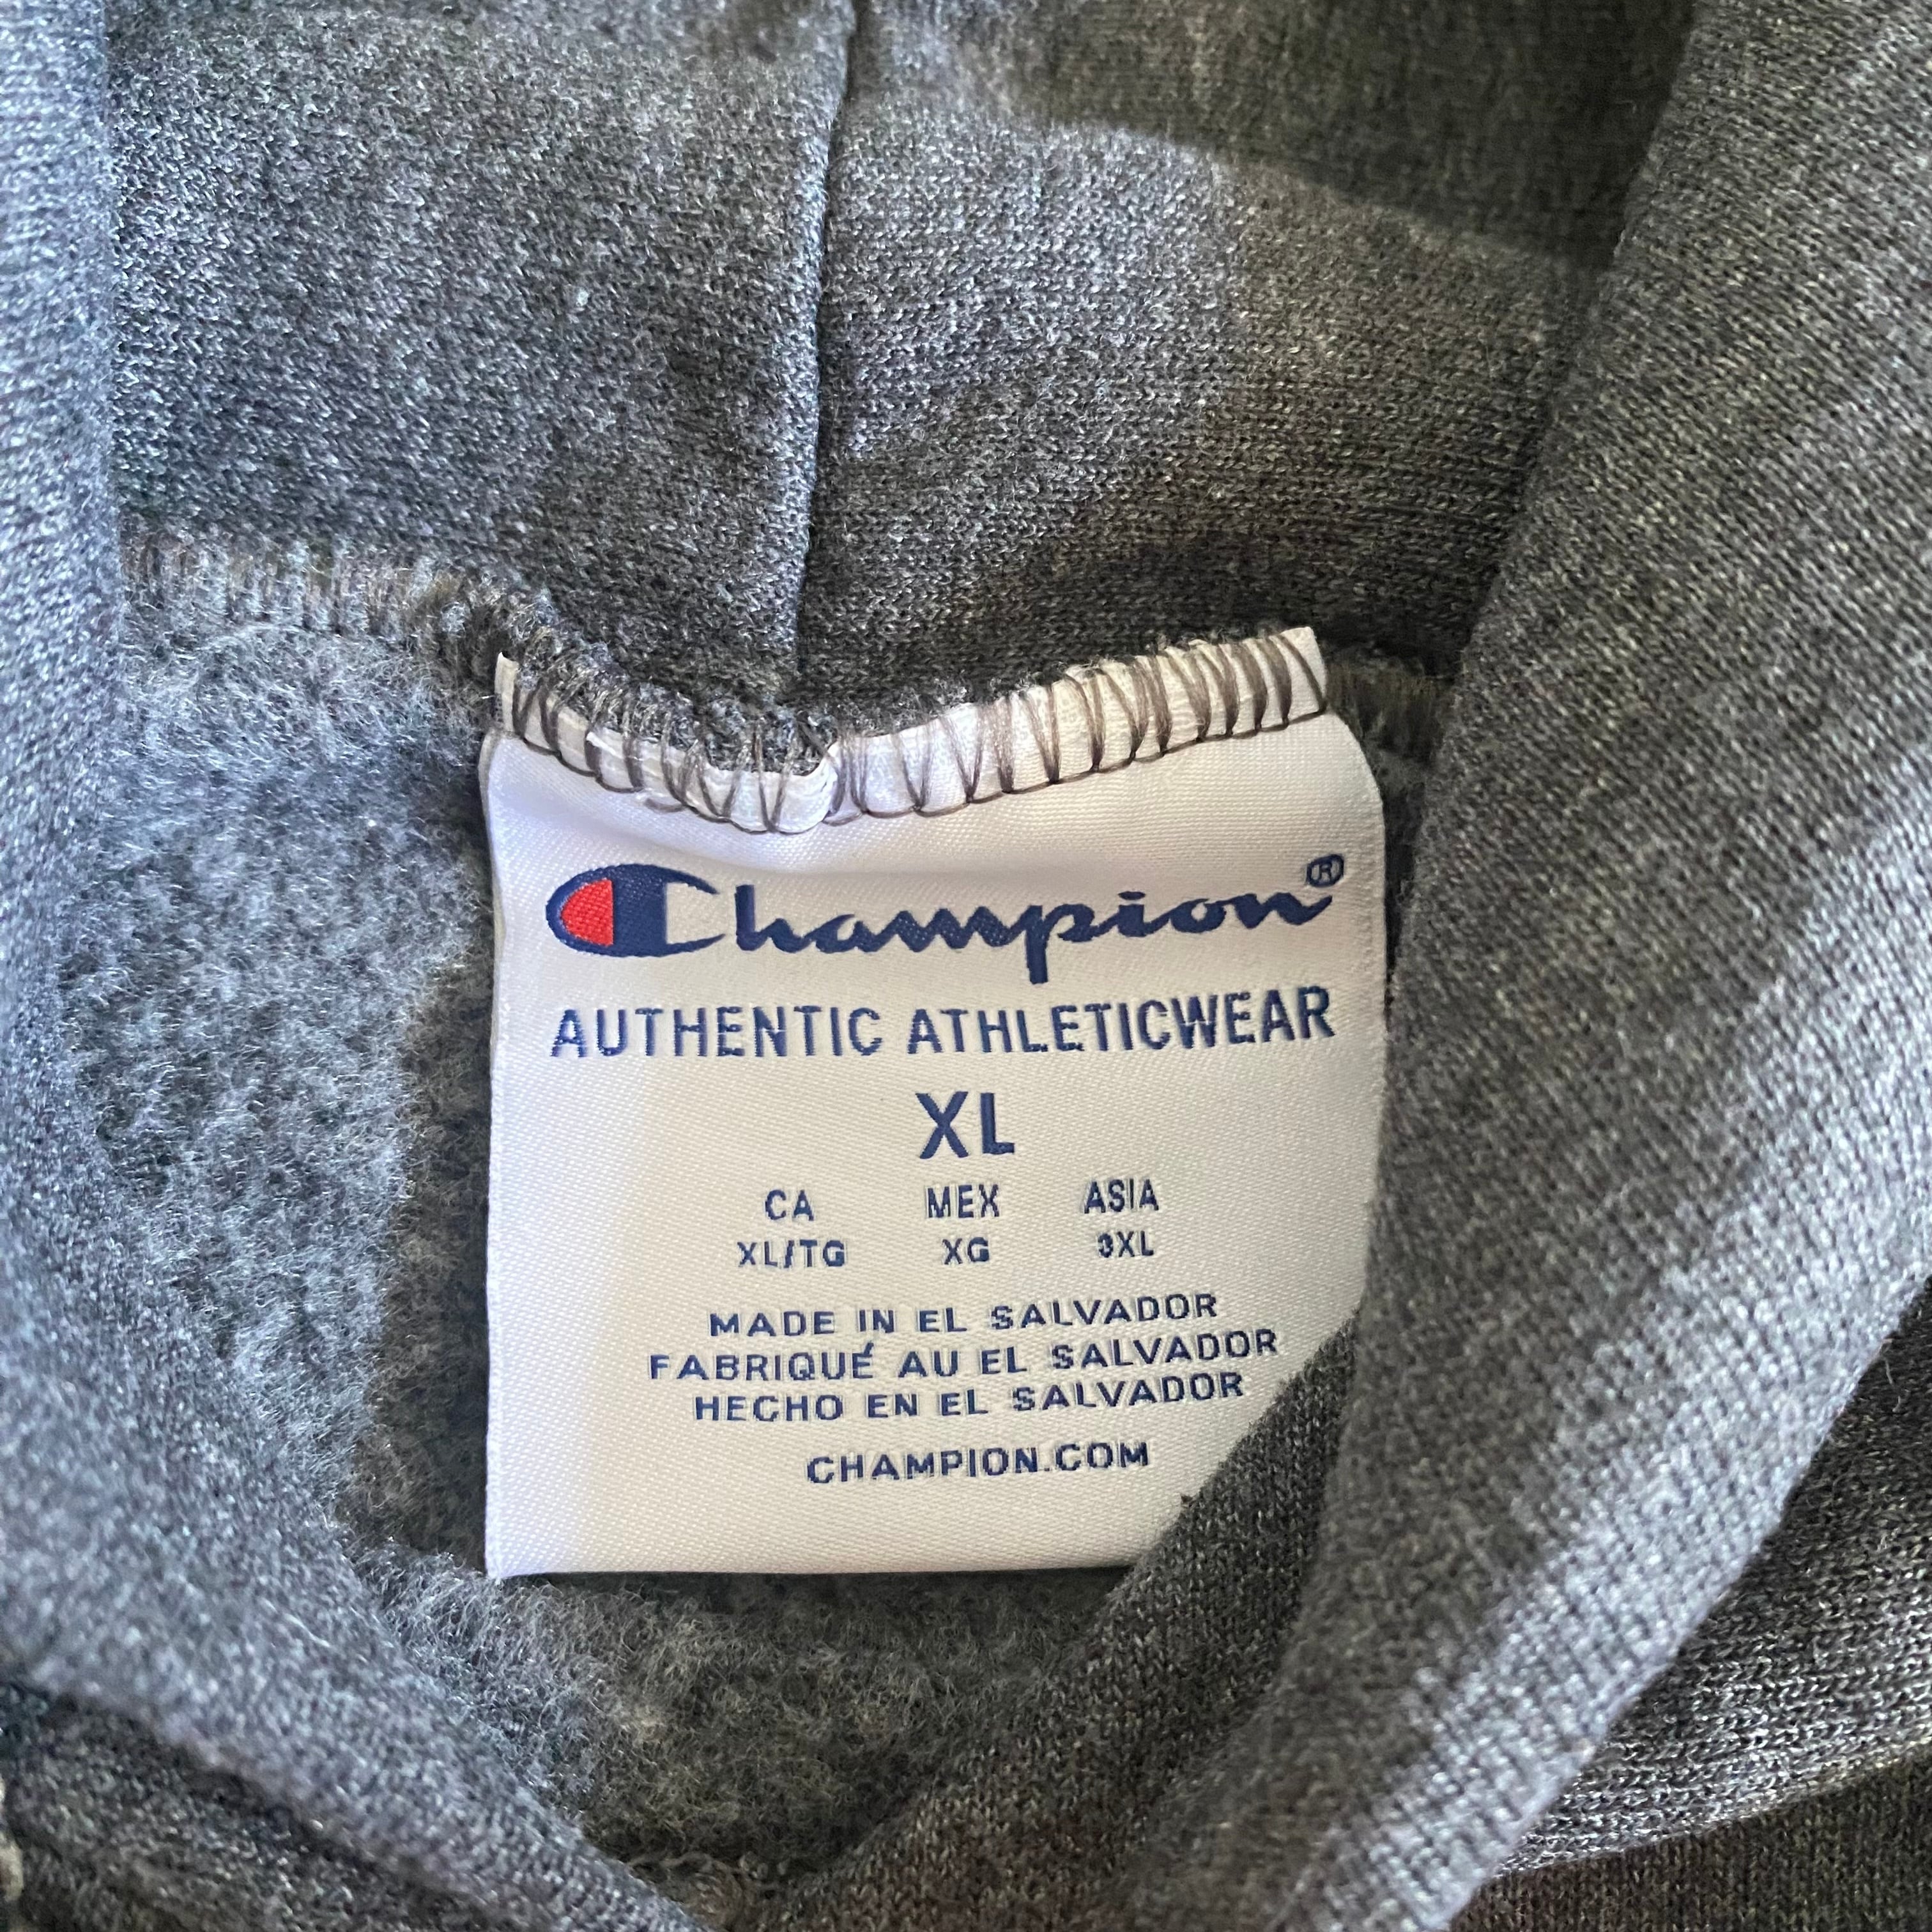 Champion®
AUTHENTIC ATHLETICWEAR
XL
CA MEX ASIA
XL/TG XG 3XL
MADE IN EL SALVADOR
FABRIQUÉ AU EL SALVADOR
HECHO EN EL SALVADOR
CHAMPION.COM